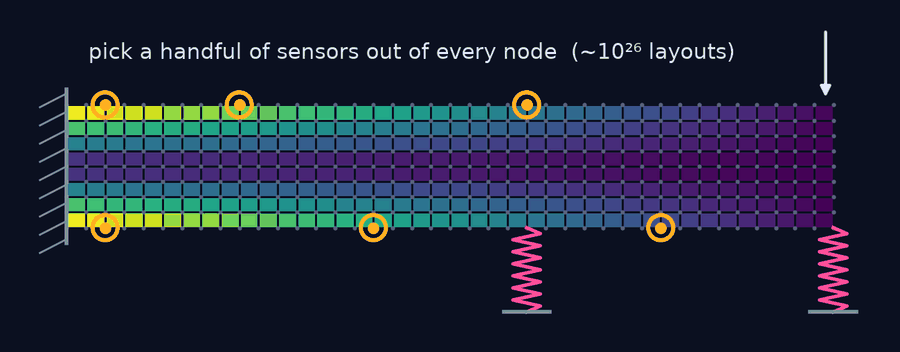 pick a handful of sensors out of every node (~10²⁶ layouts)